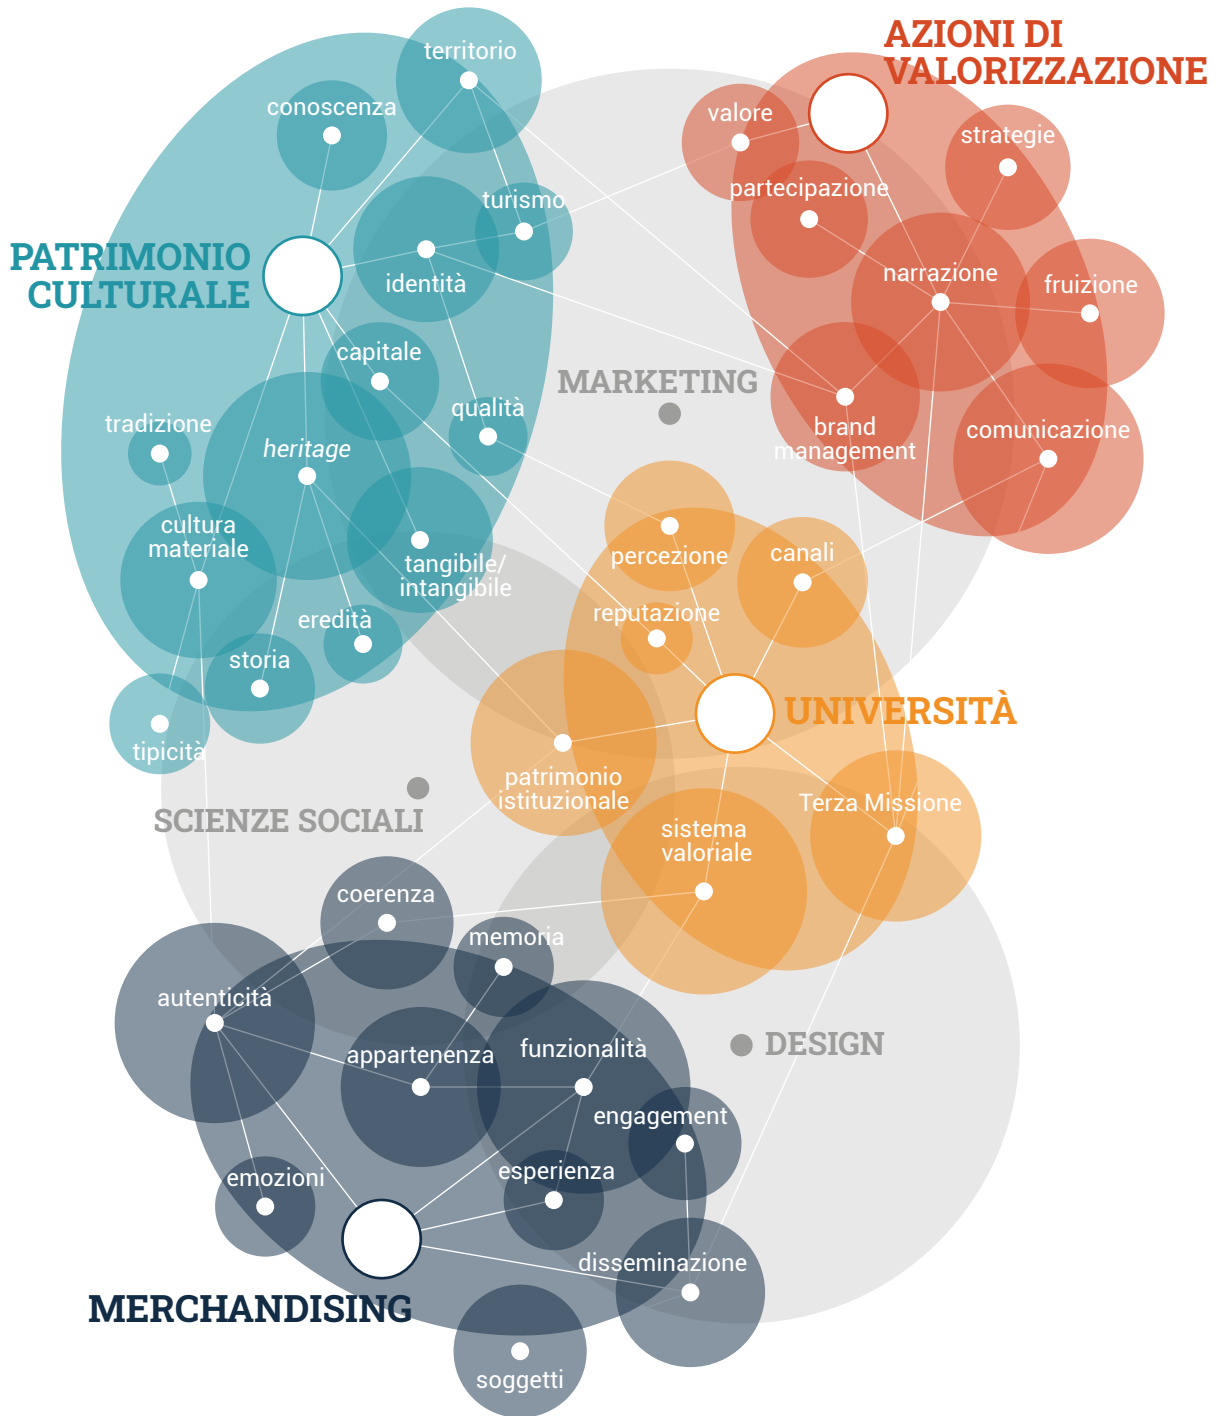 AZIONI DI
VALORIZZAZIONE
territorio
conoscenza
valore
strategie
partecipazione
turismo
PATRIMONIO
CULTURALE
identità
narrazione
fruizione
capitale
MARKETING
qualità
tradizione
heritage
brand
management
comunicazione
cultura
materiale
tangibile/
intangibile
percezione
canali
eredità
reputazione
storia
UNIVERSITÀ
tipicità
patrimonio
istituzionale
Terza Missione
SCIENZE SOCIALI
sistema
valoriale
coerenza
memoria
autenticità
appartenenza
funzionalità
DESIGN
engagement
emozioni
esperienza
disseminazione
MERCHANDISING
soggetti